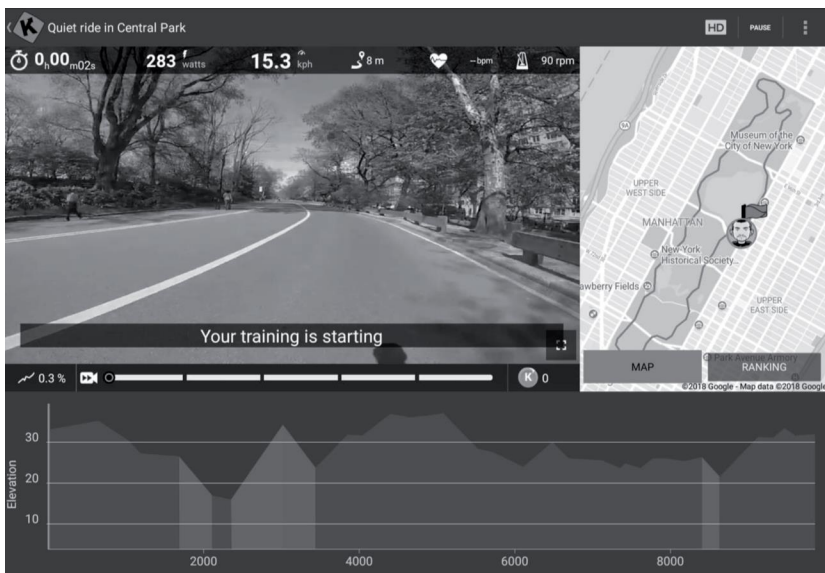 K Quiet ride in Central Park HD PAUSE
0h00m02s 283 watts 15.3 kph 8 m --bpm 90 rpm
9A
Museum of the
City of New York
UPPER
WEST SIDE
MANHATTAN
New-York
Historical Society...
awberry Fields
UPPER
EAST SIDE
Your training is starting
Park Avenue Armory
MAP RANKING
©2018 Google - Map data ©2018 Google
0.3 % K 0
Elevation
30
20
10
2000 4000 6000 8000